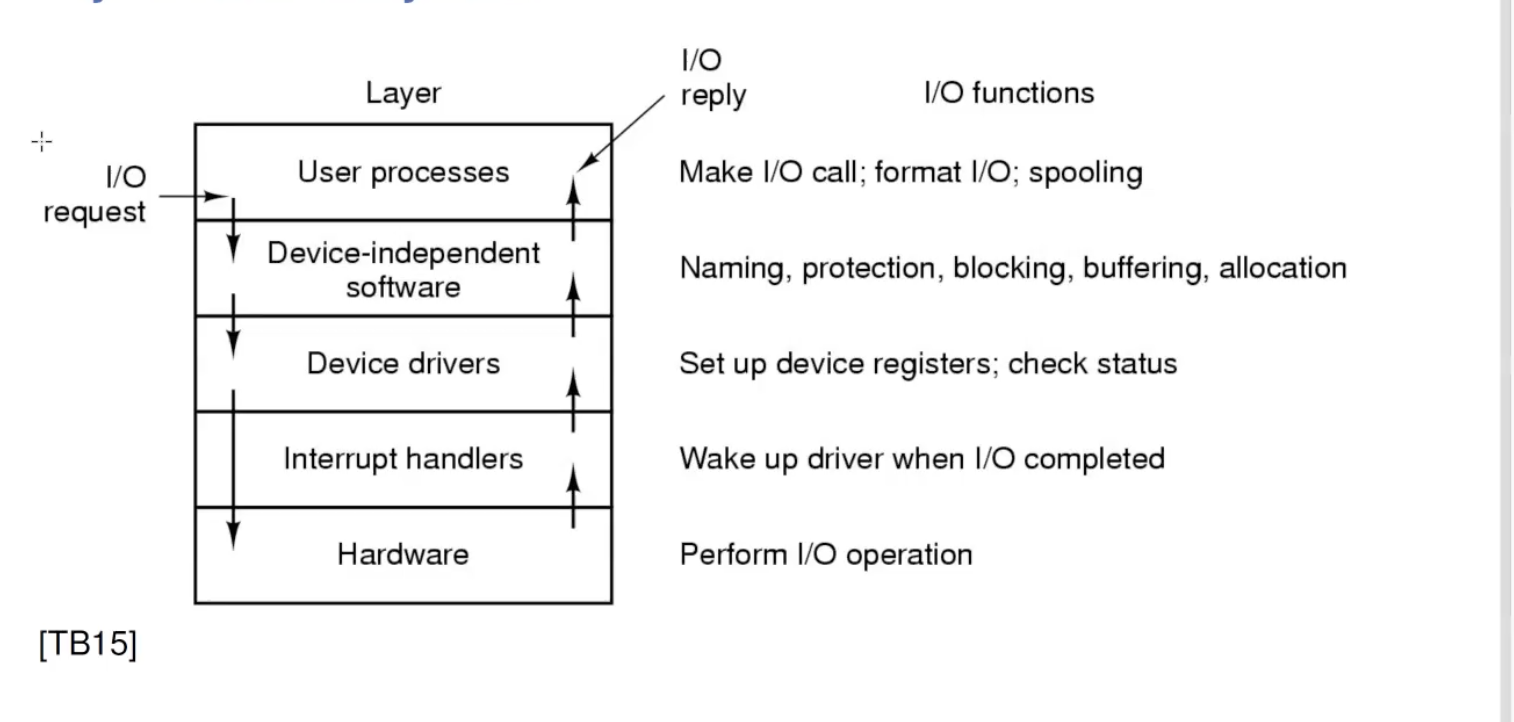 I/O
Layer reply I/O functions
I/O
request
User processes Make I/O call; format I/O; spooling
Device-independent
software
Naming, protection, blocking, buffering, allocation
Device drivers Set up device registers; check status
Interrupt handlers Wake up driver when I/O completed
Hardware Perform I/O operation
[TB15]